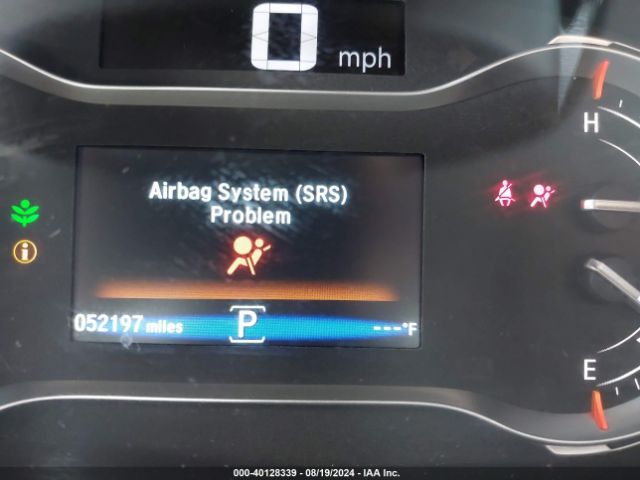 0 mph
H
Airbag System (SRS)
Problem
052197 miles P ---°F
E
000-40128339 - 08/19/2024 - IAA Inc.